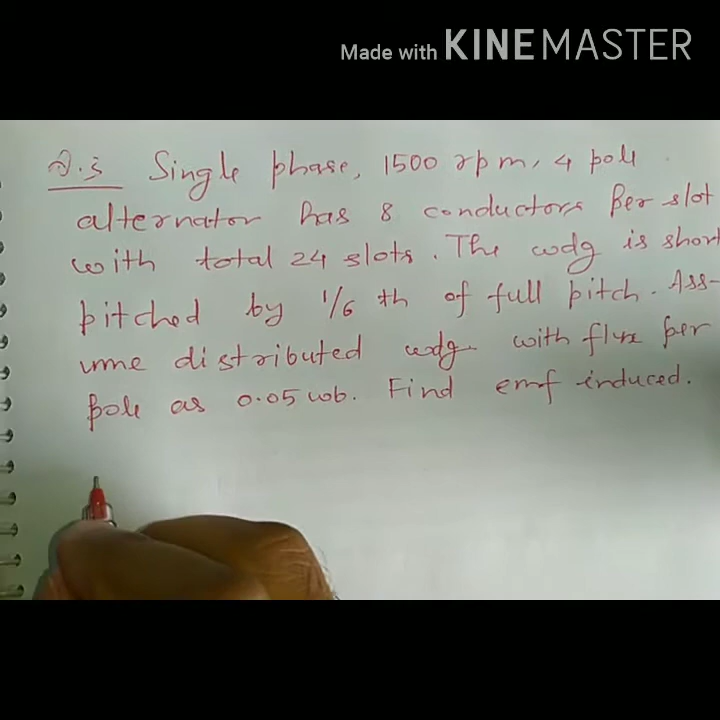 Made with KINEMASTER
Q.3 Single phase, 1500 rpm, 4 pole
alternator has 8 conductors Per slot
with total 24 slots. The wdg is short
pitched by 1/6 th of full pitch. Ass-
ume distributed wdg with flux per
pole as 0.05 wb. Find emf induced.